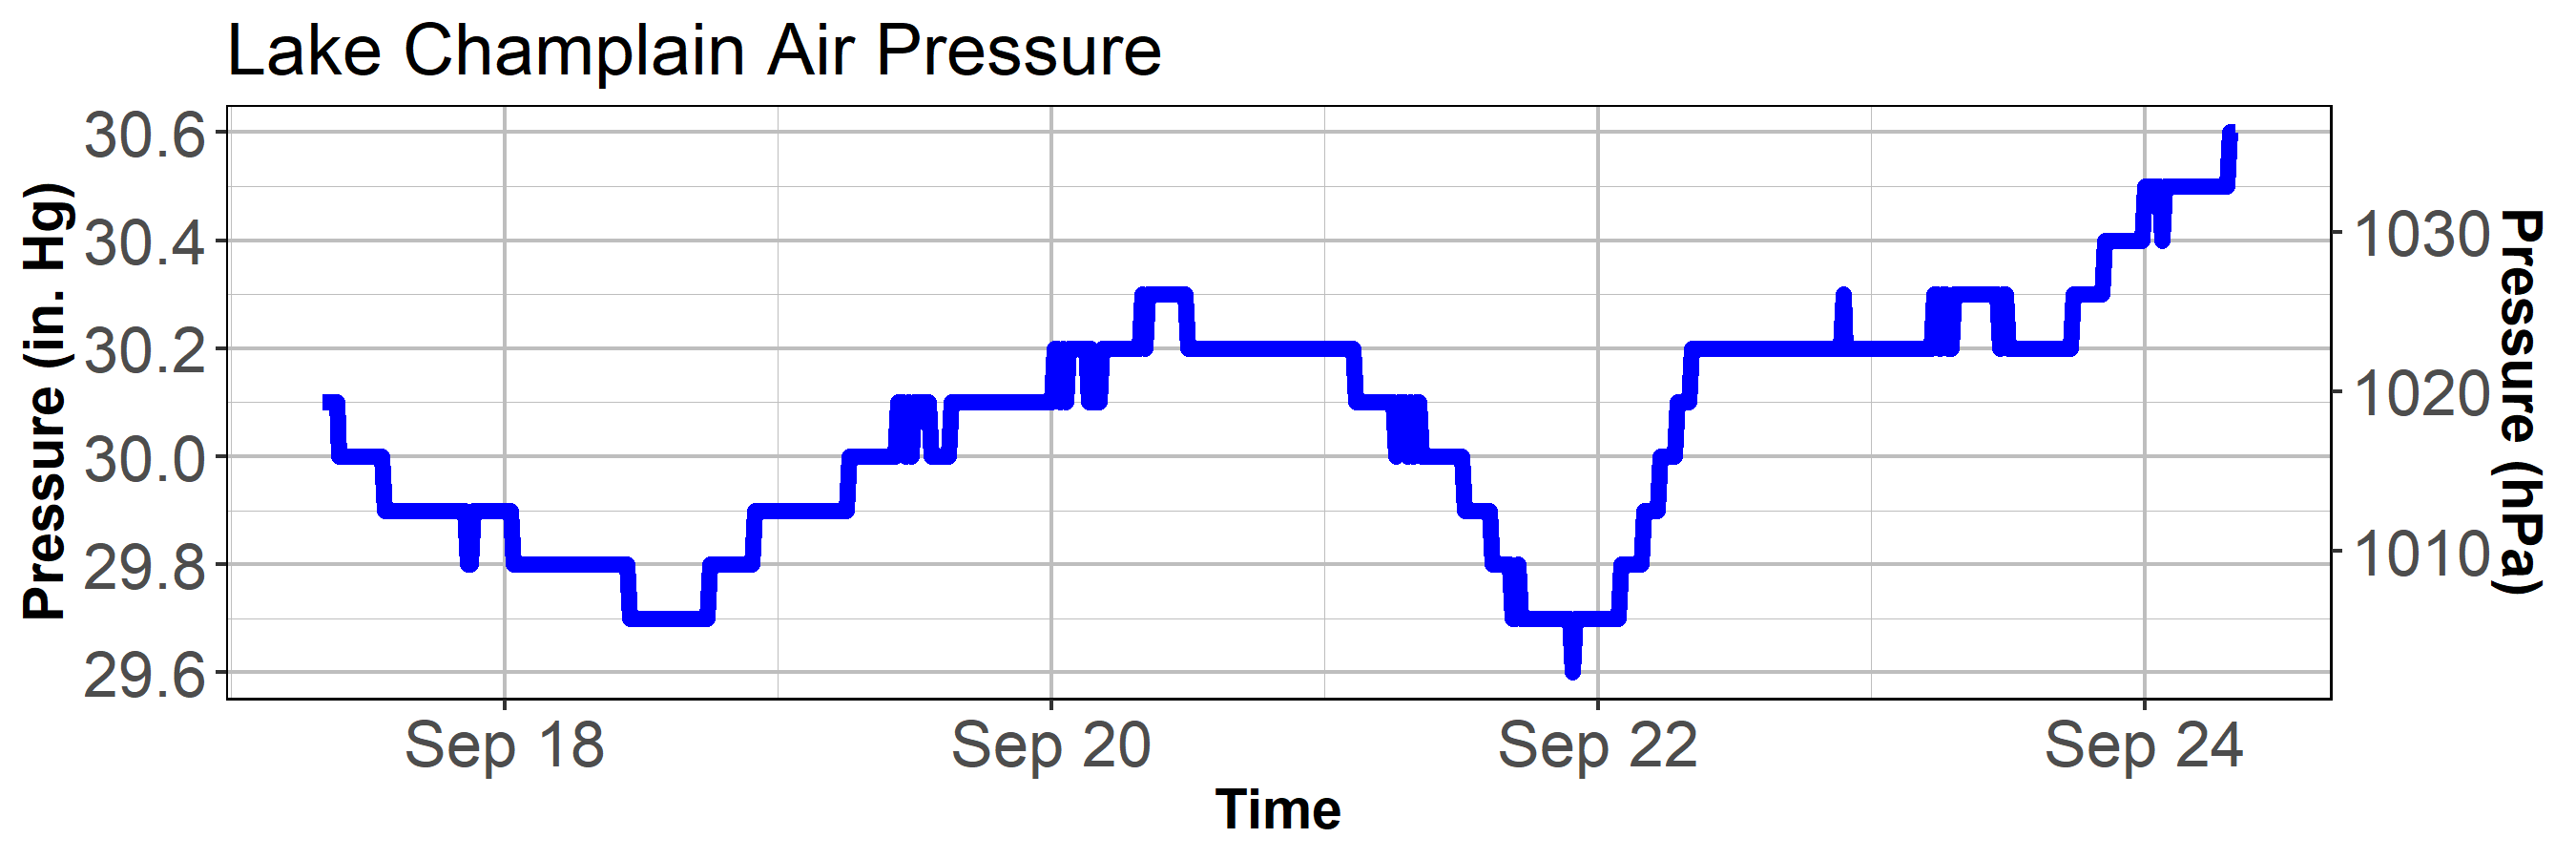 Lake Champlain Air Pressure
Pressure (in. Hg)
30.6
30.4
30.2
30.0
29.8
29.6
1030
1020
1010
Pressure (hPa)
Sep 18
Sep 20
Sep 22
Sep 24
Time